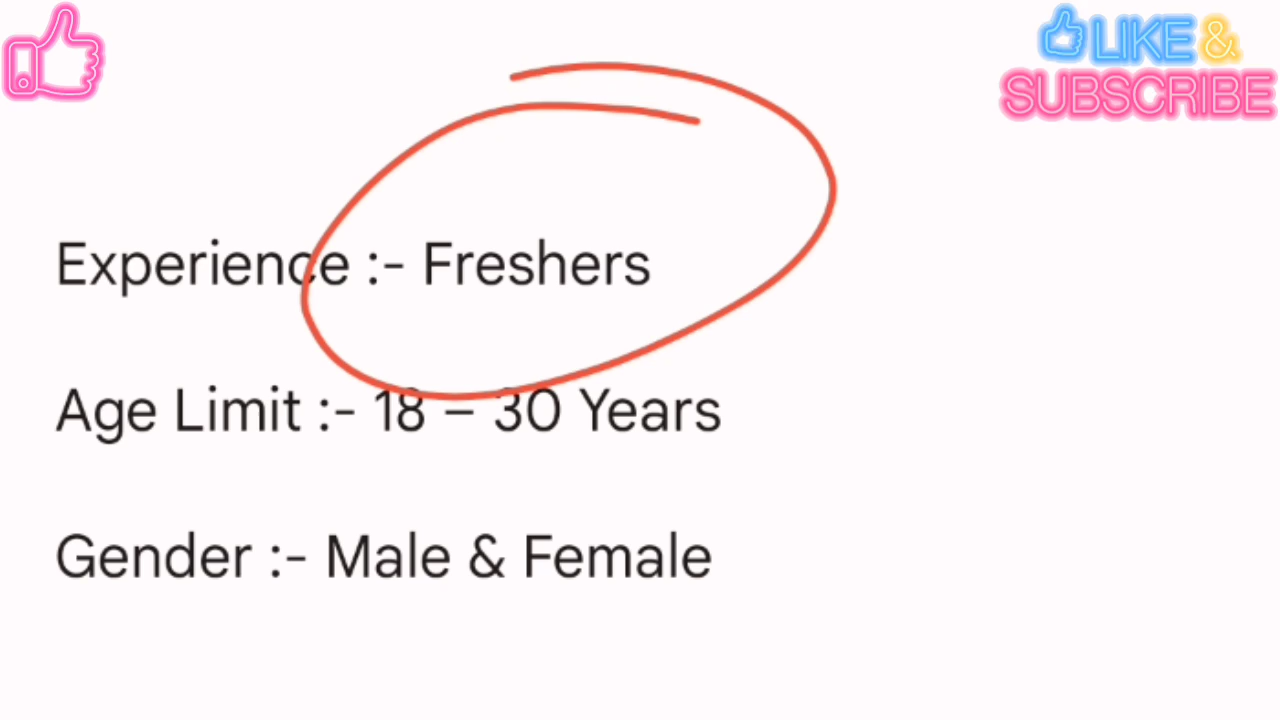 LIKE &
SUBSCRIBE
Experience :- Freshers
Age Limit :- 18 – 30 Years
Gender :- Male & Female